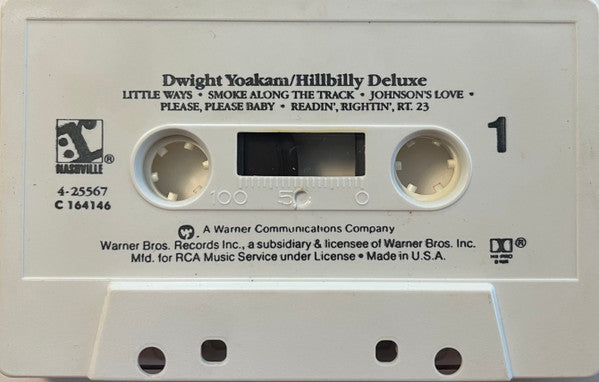 Dwight Yoakam/Hillbilly Deluxe
LITTLE WAYS • SMOKE ALONG THE TRACK • JOHNSON'S LOVE •
PLEASE, PLEASE BABY • READIN', RIGHTIN', RT. 23
NASHVILLE ®
1
4-25567
C 164146
100 50 0
A Warner Communications Company
Warner Bros. Records Inc., a subsidiary & licensee of Warner Bros. Inc.
Mfd. for RCA Music Service under License • Made in U.S.A.
®
HX-PRO